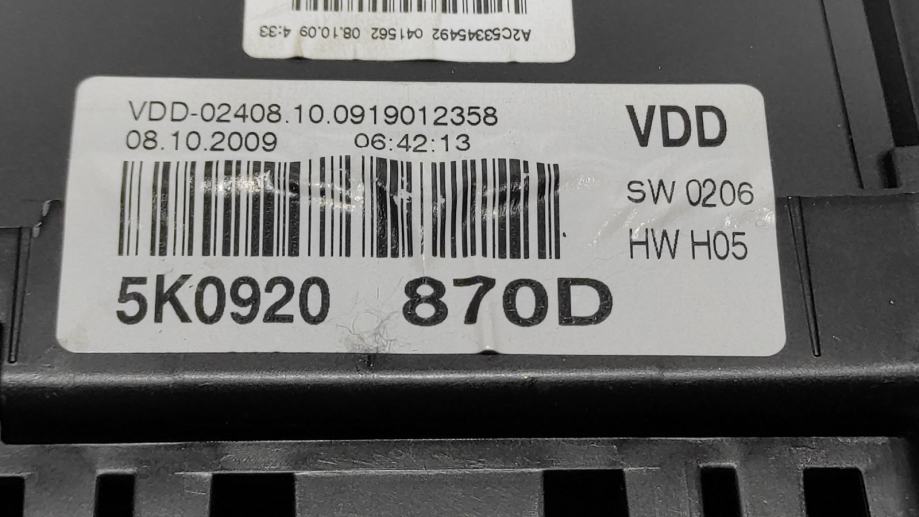 A2C53345492 041562 08.10.09 4:33
VDD-02408.10.0919012358
08.10.2009 06:42:13
VDD
SW 0206
HW H05
5K0920 870D